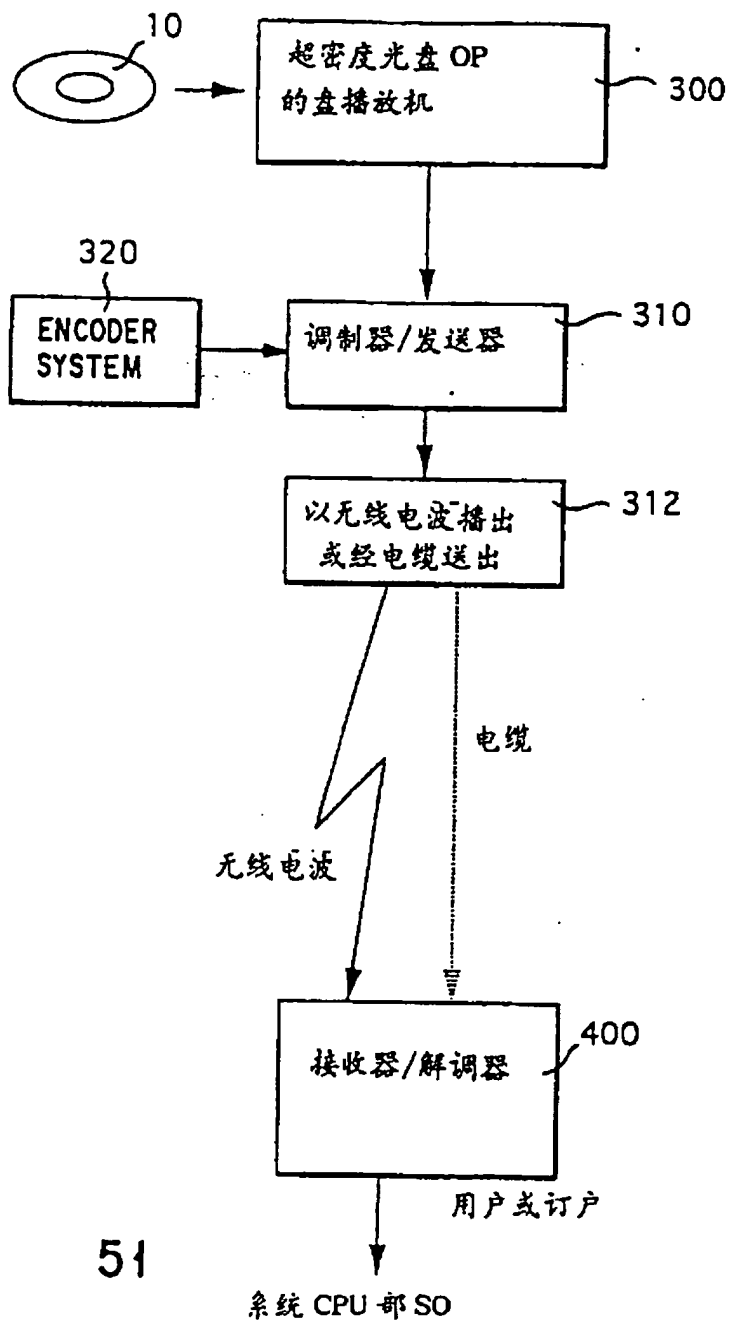 10
超密度光盘 OP
的盘播放机
300
320
ENCODER
SYSTEM
调制器/发送器
310
以无线电波播出
或经电缆送出
312
电缆
无线电波
接收器/解调器
400
用户或订户
51
系统 CPU 部 SO